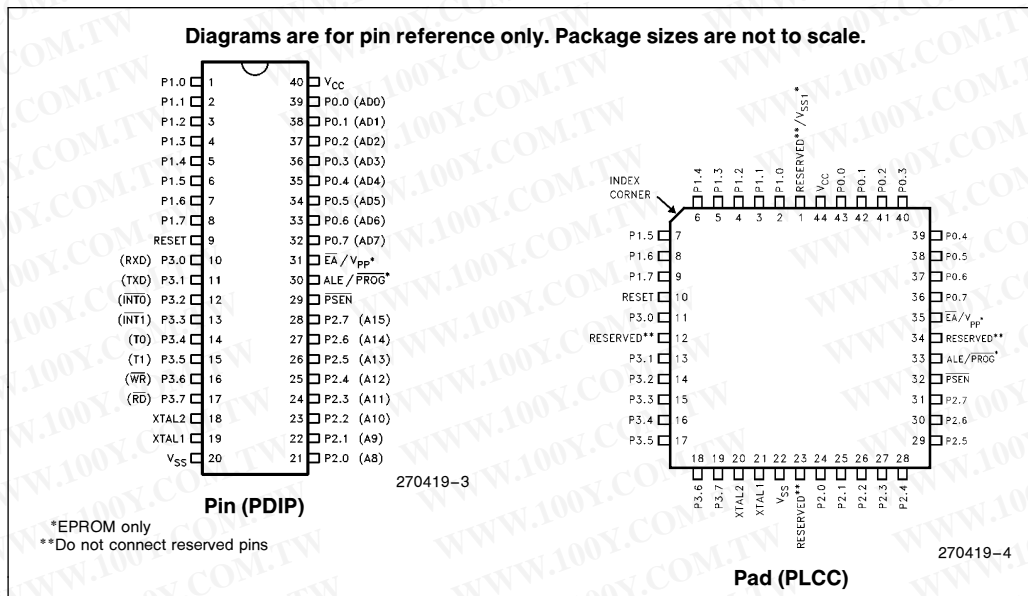 Diagrams are for pin reference only. Package sizes are not to scale.
P1.0 1 40 VCC
P1.1 2 39 P0.0 (AD0)
P1.2 3 38 P0.1 (AD1)
P1.3 4 37 P0.2 (AD2)
P1.4 5 36 P0.3 (AD3)
P1.5 6 35 P0.4 (AD4)
P1.6 7 34 P0.5 (AD5)
P1.7 8 33 P0.6 (AD6)
RESET 9 32 P0.7 (AD7)
(RXD) P3.0 10 31 E̅A̅/VPP*
(TXD) P3.1 11 30 ALE/P̅R̅O̅G̅*
(I̅N̅T̅0̅) P3.2 12 29 P̅S̅E̅N̅
(I̅N̅T̅1̅) P3.3 13 28 P2.7 (A15)
(T0) P3.4 14 27 P2.6 (A14)
(T1) P3.5 15 26 P2.5 (A13)
(W̅R̅) P3.6 16 25 P2.4 (A12)
(R̅D̅) P3.7 17 24 P2.3 (A11)
XTAL2 18 23 P2.2 (A10)
XTAL1 19 22 P2.1 (A9)
VSS 20 21 P2.0 (A8)
270419-3
Pin (PDIP)
*EPROM only
**Do not connect reserved pins
INDEX
CORNER
P1.4 P1.3 P1.2 P1.1 P1.0 RESERVED**/VSS1* VCC P0.0 P0.1 P0.2 P0.3
6 5 4 3 2 1 44 43 42 41 40
P1.5 7 39 P0.4
P1.6 8 38 P0.5
P1.7 9 37 P0.6
RESET 10 36 P0.7
P3.0 11 35 E̅A̅/VPP*
RESERVED** 12 34 RESERVED**
P3.1 13 33 ALE/P̅R̅O̅G̅*
P3.2 14 32 P̅S̅E̅N̅
P3.3 15 31 P2.7
P3.4 16 30 P2.6
P3.5 17 29 P2.5
18 19 20 21 22 23 24 25 26 27 28
P3.6 P3.7 XTAL2 XTAL1 VSS RESERVED** P2.0 P2.1 P2.2 P2.3 P2.4
270419-4
Pad (PLCC)
WWW.100Y.COM.TW